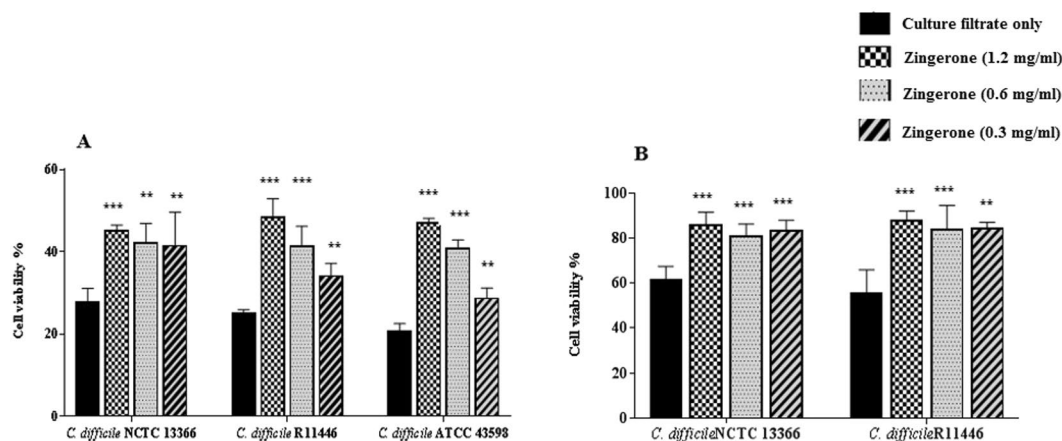 Culture filtrate only
Zingerone (1.2 mg/ml)
Zingerone (0.6 mg/ml)
Zingerone (0.3 mg/ml)
A
Cell viability %
60
40
20
0
*** ** **
*** *** **
*** *** **
C. difficile NCTC 13366
C. difficile R11446
C. difficile ATCC 43598
B
Cell viability %
100
80
60
40
20
0
*** *** ***
*** *** **
C. difficileNCTC 13366
C. difficileR11446